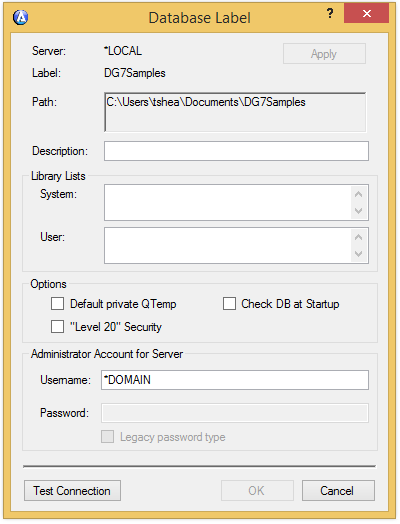 Database Label
?
Server: *LOCAL
Apply
Label: DG7Samples
Path: C:\Users\tshea\Documents\DG7Samples
Description:
Library Lists
System:
User:
Options
Default private QTemp
Check DB at Startup
"Level 20" Security
Administrator Account for Server
Username: *DOMAIN
Password:
Legacy password type
Test Connection
OK
Cancel